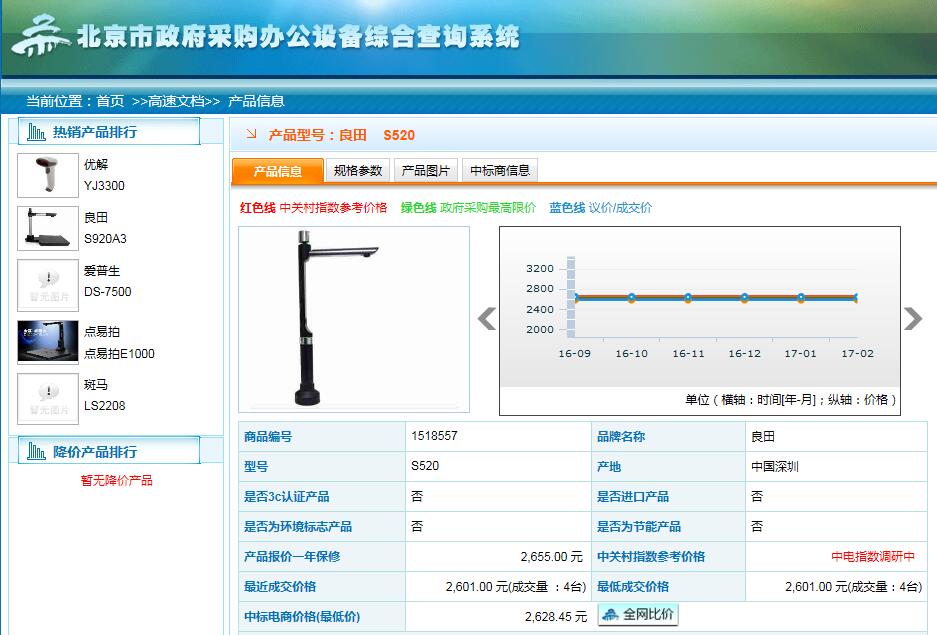 北京市政府采购办公设备综合查询系统
当前位置：首页 >>高速文档>> 产品信息
热销产品排行
优解
YJ3300
良田
S920A3
爱普生
DS-7500
暂无图片
点易拍
点易拍E1000
斑马
LS2208
暂无图片
降价产品排行
暂无降价产品
产品型号：良田 S520
产品信息 规格参数 产品图片 中标商信息
红色线 中关村指数参考价格 绿色线 政府采购最高限价 蓝色线 议价/成交价
3200
2800
2400
2000
16-09 16-10 16-11 16-12 17-01 17-02
单位（横轴：时间[年-月]；纵轴：价格）
商品编号 1518557 品牌名称 良田
型号 S520 产地 中国深圳
是否3c认证产品 否 是否进口产品 否
是否为环境标志产品 否 是否为节能产品 否
产品报价一年保修 2,655.00 元 中关村指数参考价格 中电指数调研中
最近成交价格 2,601.00 元(成交量 ：4台) 最低成交价格 2,601.00 元(成交量：4台)
中标电商价格(最低价) 2,628.45 元 全网比价